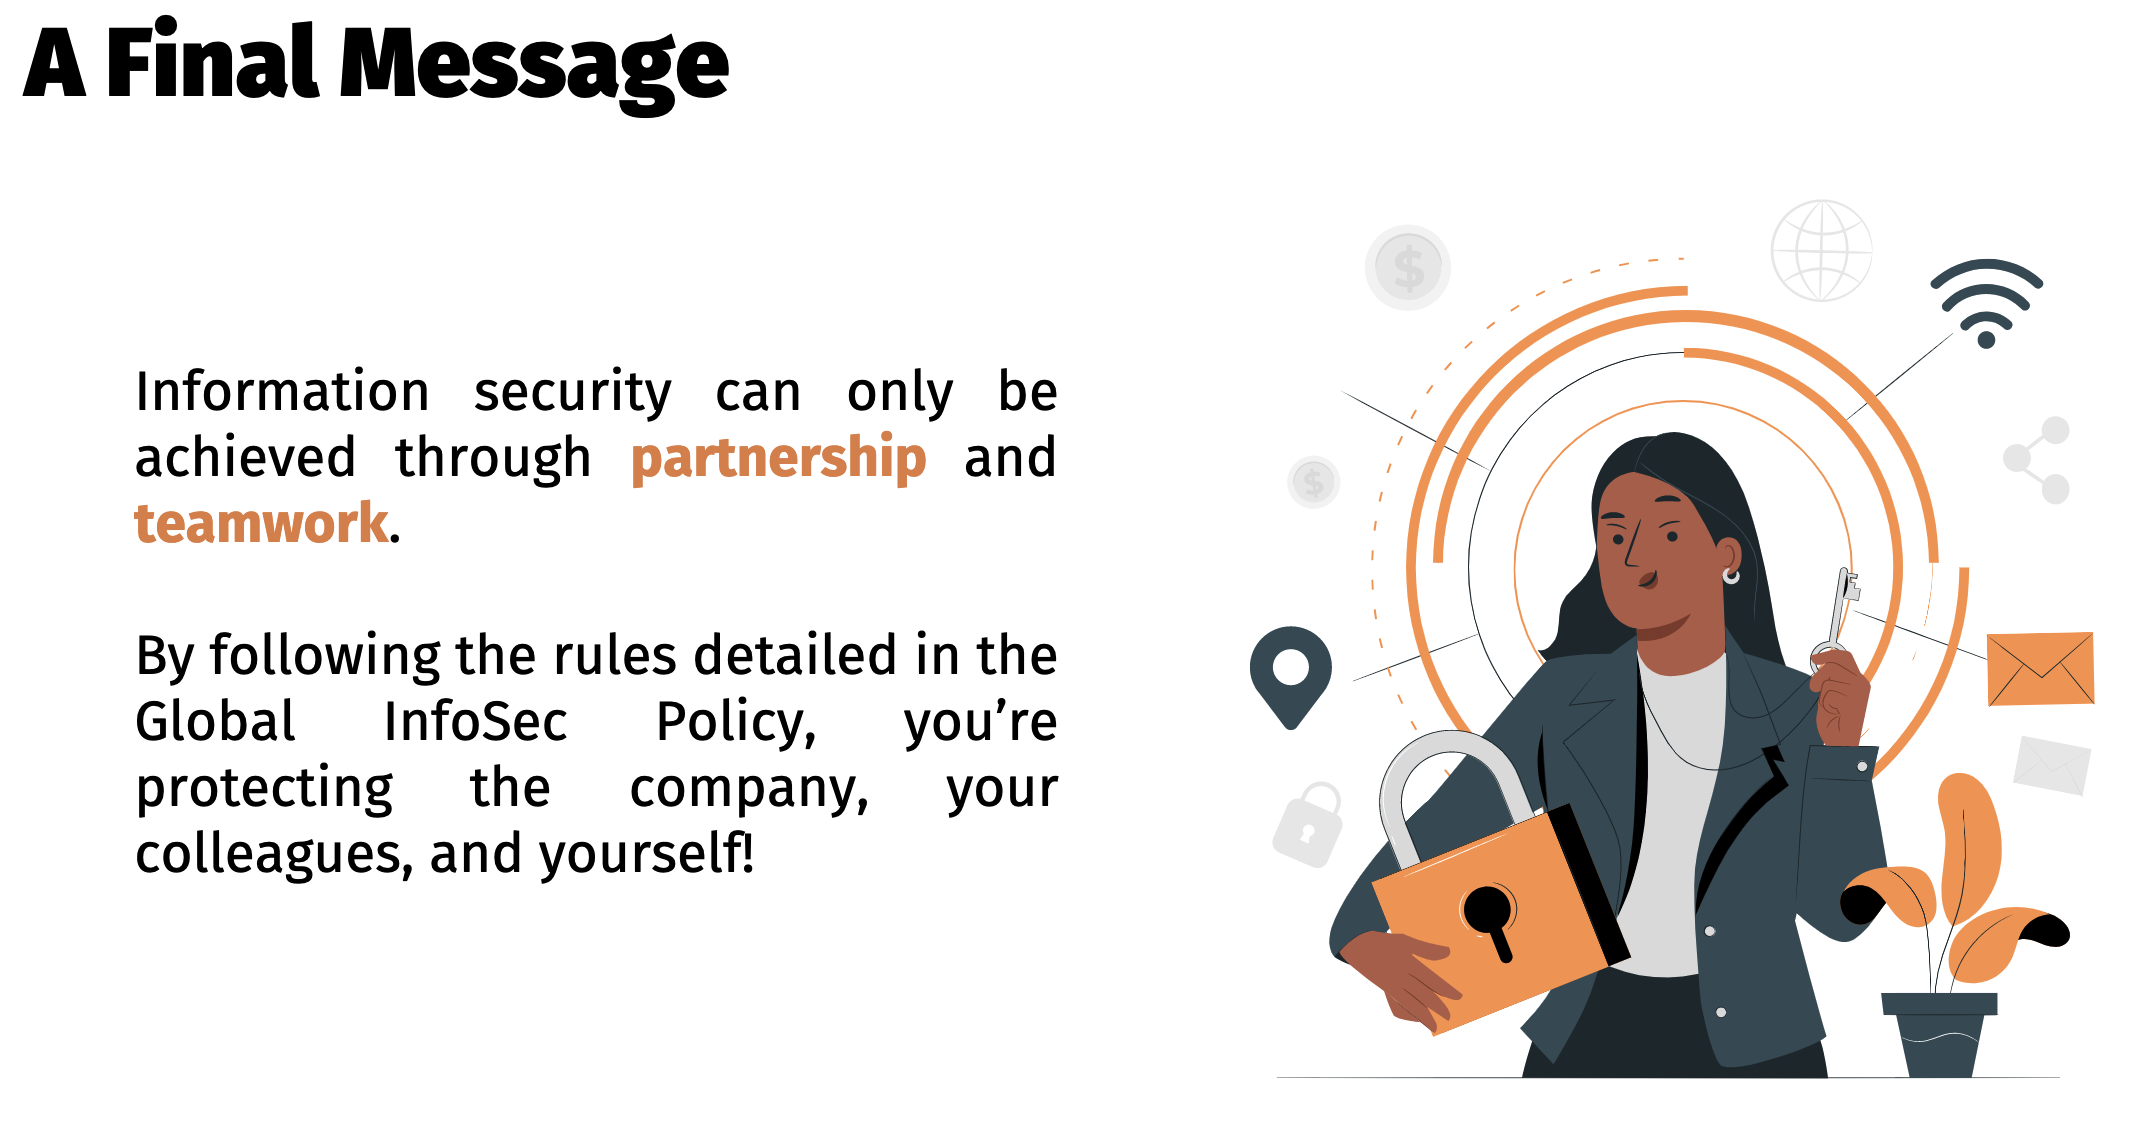 A Final Message
Information security can only be
achieved through partnership and
teamwork.
By following the rules detailed in the
Global InfoSec Policy, you’re
protecting the company, your
colleagues, and yourself!
$
$